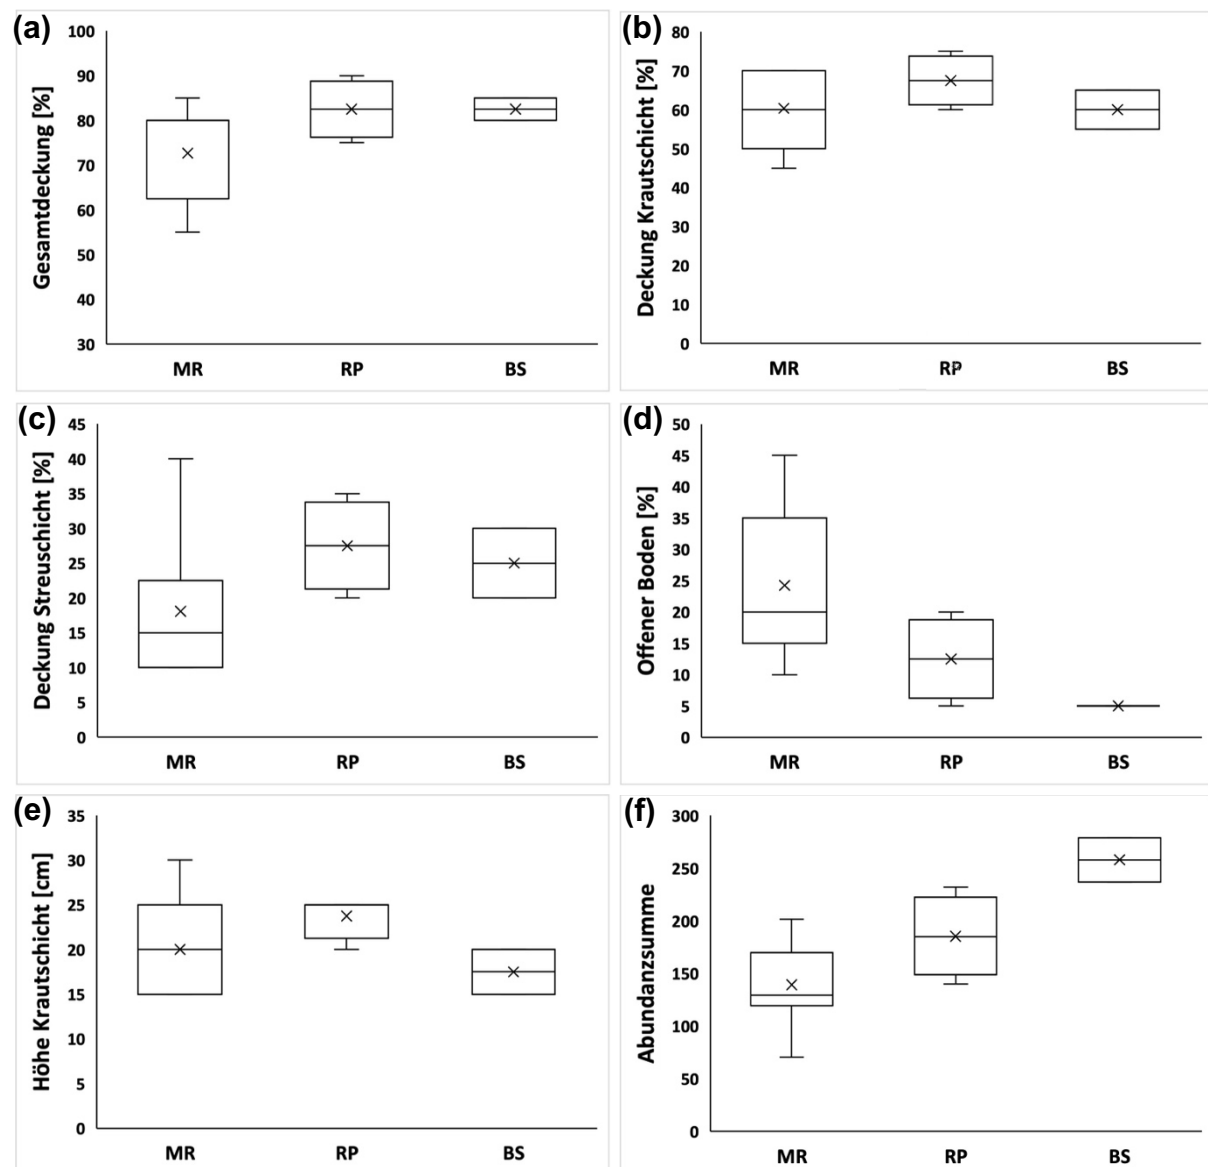 (a)
Gesamtdeckung [%]
100
90
80
70
60
50
40
30
MR RP BS
(b)
Deckung Krautschicht [%]
80
70
60
50
40
30
20
10
0
MR RP BS
(c)
Deckung Streuschicht [%]
45
40
35
30
25
20
15
10
5
0
MR RP BS
(d)
Offener Boden [%]
50
45
40
35
30
25
20
15
10
5
0
MR RP BS
(e)
Höhe Krautschicht [cm]
35
30
25
20
15
10
5
0
MR RP BS
(f)
Abundanzsumme
300
250
200
150
100
50
0
MR RP BS